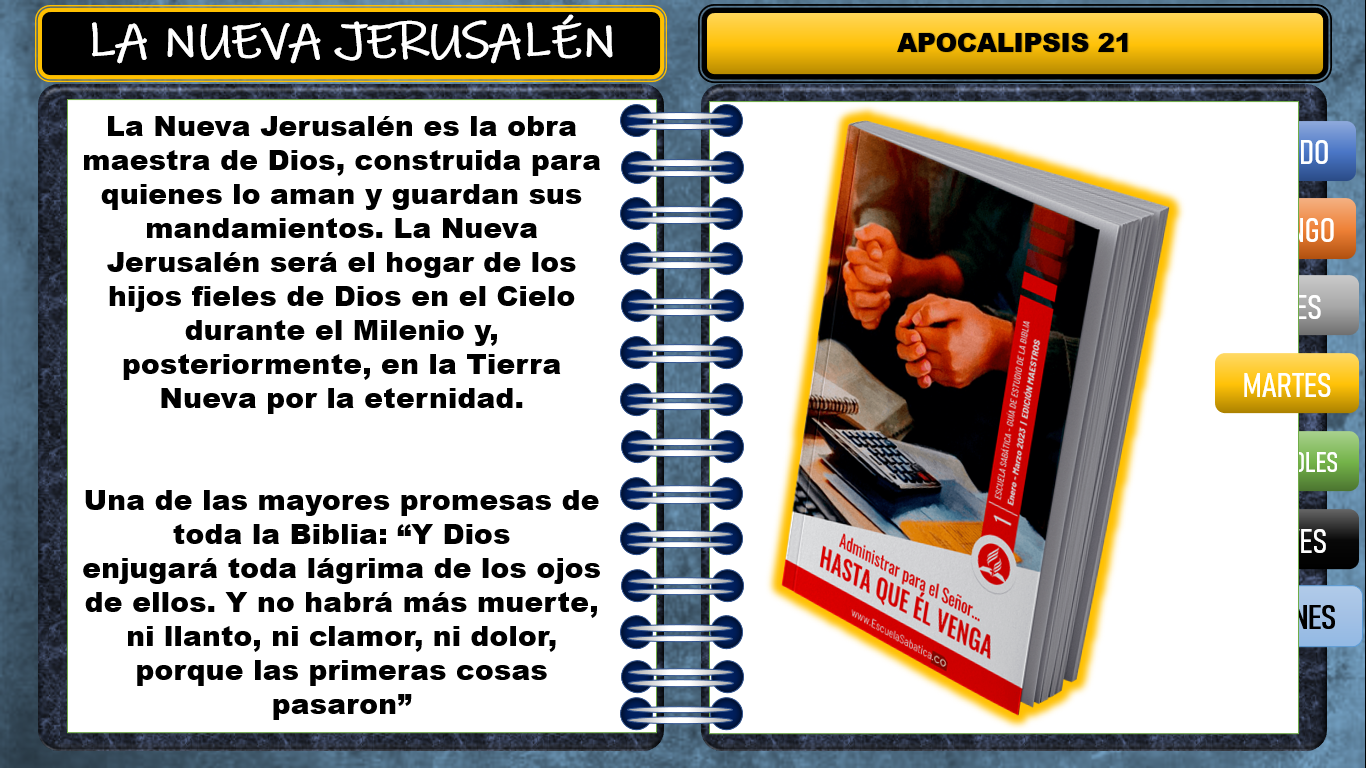 LA NUEVA JERUSALÉN
APOCALIPSIS 21
La Nueva Jerusalén es la obra
maestra de Dios, construida para
quienes lo aman y guardan sus
mandamientos. La Nueva
Jerusalén será el hogar de los
hijos fieles de Dios en el Cielo
durante el Milenio y,
posteriormente, en la Tierra
Nueva por la eternidad.
Una de las mayores promesas de
toda la Biblia: “Y Dios
enjugará toda lágrima de los ojos
de ellos. Y no habrá más muerte,
ni llanto, ni clamor, ni dolor,
porque las primeras cosas
pasaron”
1
ESCUELA SABÁTICA - GUÍA DE ESTUDIO DE LA BIBLIA
Enero - Marzo 2023 | EDICIÓN MAESTROS
Administrar para el Señor...
HASTA QUE ÉL VENGA
www.EscuelaSabatica.co
DO
NGO
ES
MARTES
OLES
ES
NES